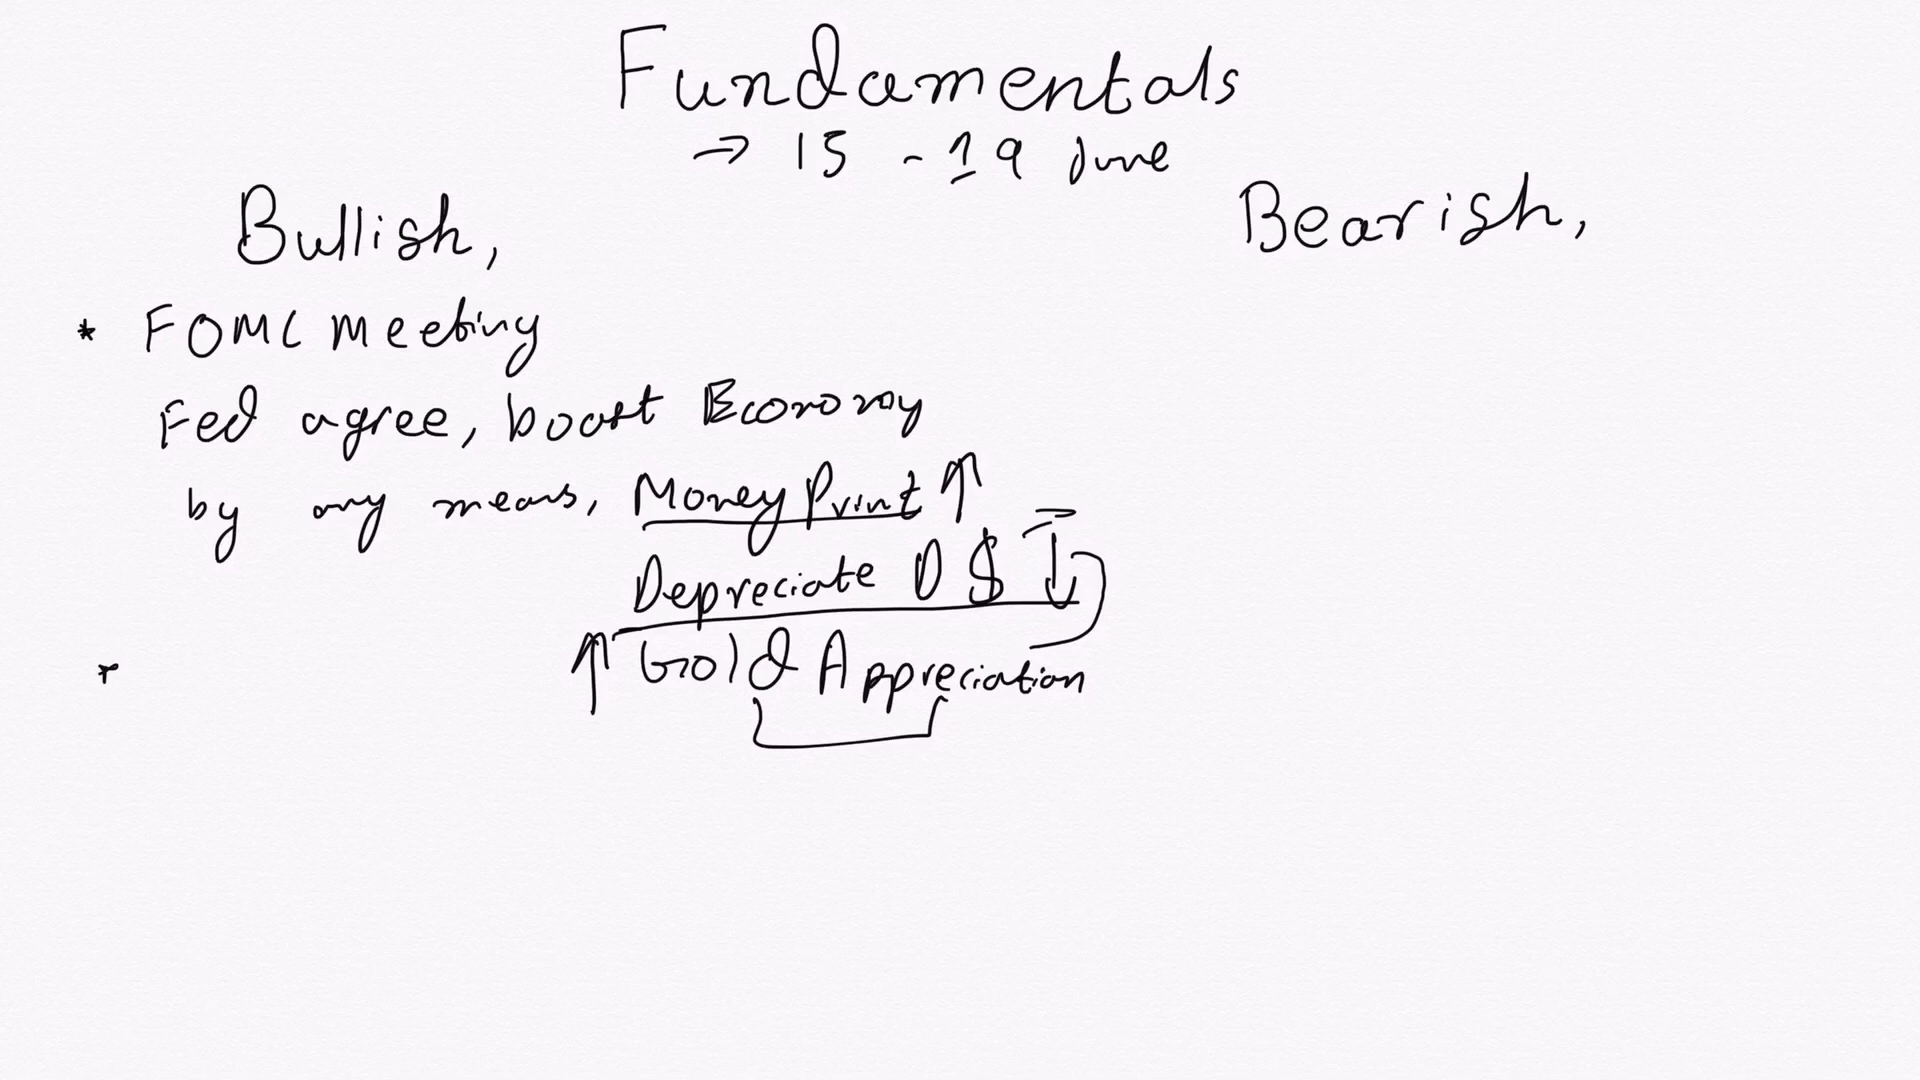 Fundamentals
→ 15 - 19 June
Bullish,
Bearish,
* FOMC Meeting
Fed agree, boost Economy
by any means, Money Print ↑
Depreciate D $ ↓
↑ Gold Appreciation
*